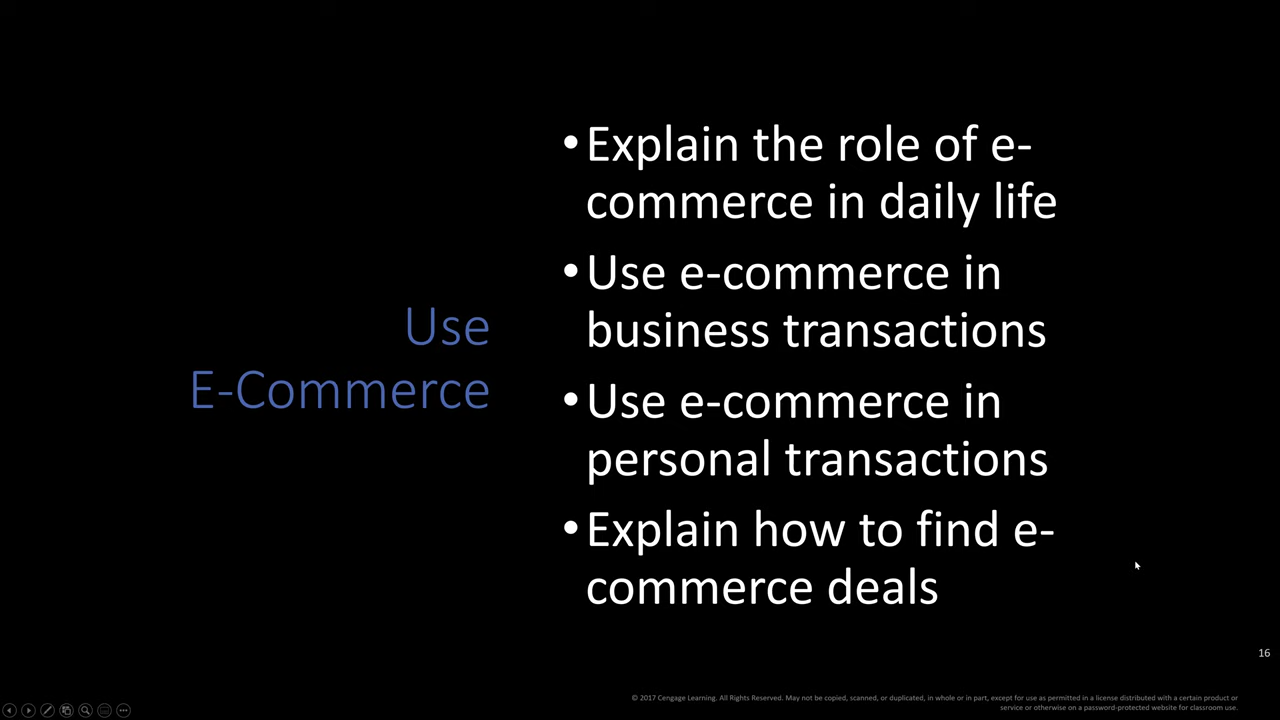 Use
E-Commerce
•Explain the role of e-
commerce in daily life
•Use e-commerce in
business transactions
•Use e-commerce in
personal transactions
•Explain how to find e-
commerce deals
16
© 2017 Cengage Learning. All Rights Reserved. May not be copied, scanned, or duplicated, in whole or in part, except for use as permitted in a license distributed with a certain product or
service or otherwise on a password-protected website for classroom use.